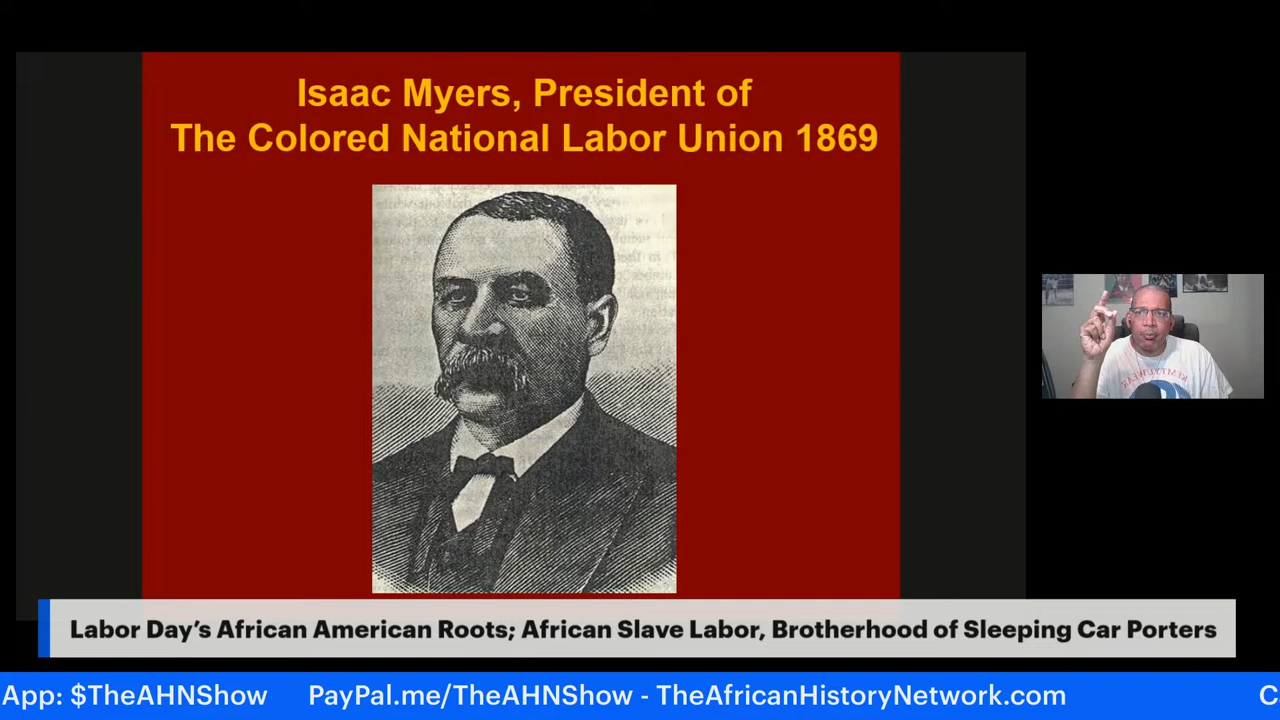 Isaac Myers, President of
The Colored National Labor Union 1869
Labor Day's African American Roots; African Slave Labor, Brotherhood of Sleeping Car Porters
App: $TheAHNShow PayPal.me/TheAHNShow - TheAfricanHistoryNetwork.com C